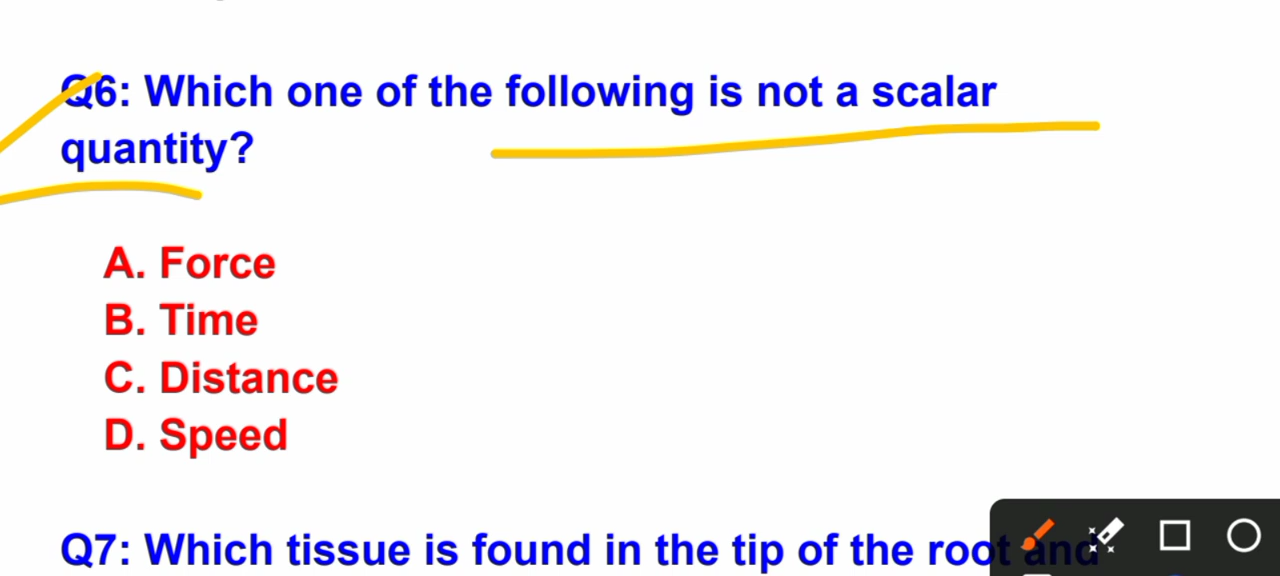 Q6: Which one of the following is not a scalar
quantity?
A. Force
B. Time
C. Distance
D. Speed
Q7: Which tissue is found in the tip of the root and